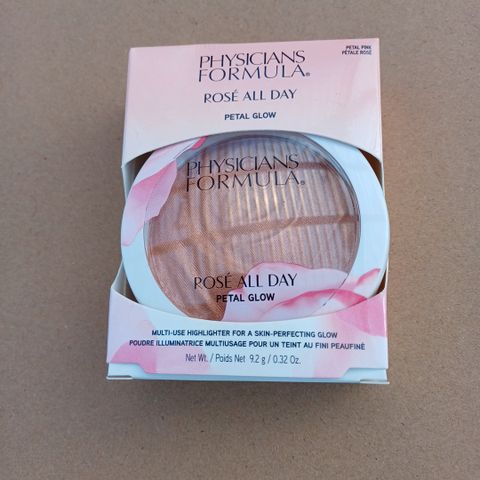 PETAL PINK
PÉTALE ROSÉ
PHYSICIANS
FORMULA®
ROSÉ ALL DAY
PETAL GLOW
PHYSICIANS
FORMULA®
ROSÉ ALL DAY
PETAL GLOW
MULTI-USE HIGHLIGHTER FOR A SKIN-PERFECTING GLOW
POUDRE ILLUMINATRICE MULTIUSAGE POUR UN TEINT AU FINI PEAUFINÉ
Net Wt. / Poids Net 9.2 g / 0.32 Oz.